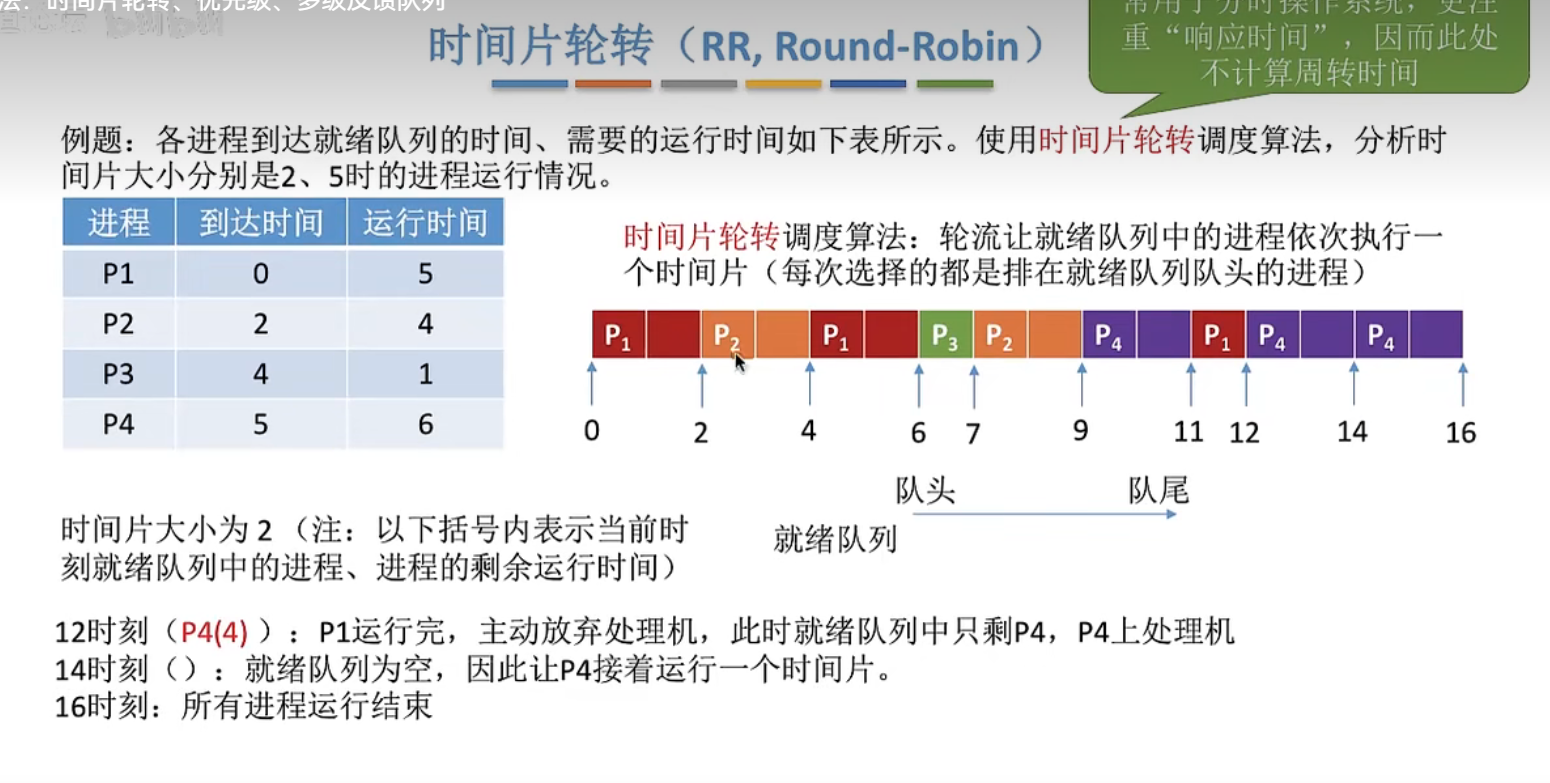 法：时间片轮转、优先级、多级反馈队列
时间片轮转（RR, Round-Robin）
常用于分时操作系统，更注
重“响应时间”，因而此处
不计算周转时间
例题：各进程到达就绪队列的时间、需要的运行时间如下表所示。使用时间片轮转调度算法，分析时
间片大小分别是2、5时的进程运行情况。
进程 到达时间 运行时间
P1 0 5
P2 2 4
P3 4 1
P4 5 6
时间片轮转调度算法：轮流让就绪队列中的进程依次执行一
个时间片（每次选择的都是排在就绪队列队头的进程）
P1 P2 P1 P3 P2 P4 P1 P4 P4
0 2 4 6 7 9 11 12 14 16
队头 队尾
就绪队列
时间片大小为 2 （注：以下括号内表示当前时
刻就绪队列中的进程、进程的剩余运行时间）
12时刻（P4(4) ）：P1运行完，主动放弃处理机，此时就绪队列中只剩P4，P4上处理机
14时刻（）：就绪队列为空，因此让P4接着运行一个时间片。
16时刻：所有进程运行结束